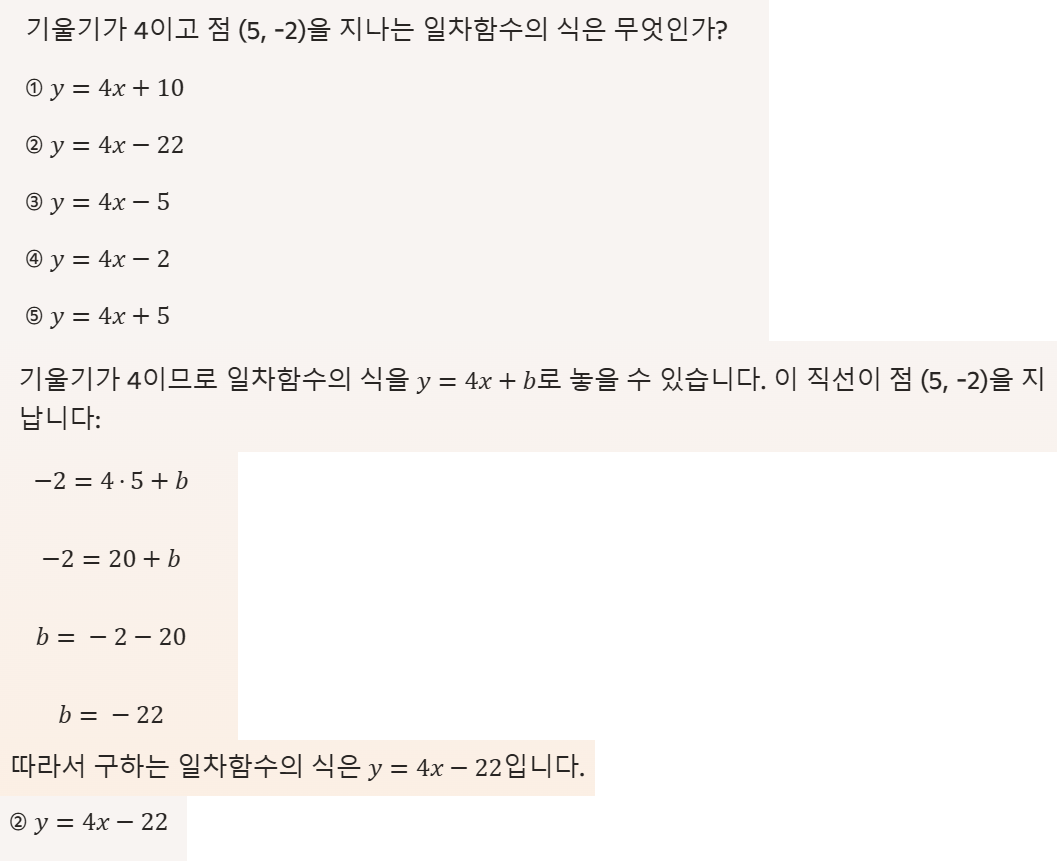 기울기가 4이고 점 (5, -2)을 지나는 일차함수의 식은 무엇인가?
① y = 4x + 10
② y = 4x − 22
③ y = 4x − 5
④ y = 4x − 2
⑤ y = 4x + 5
기울기가 4이므로 일차함수의 식을 y = 4x + b로 놓을 수 있습니다. 이 직선이 점 (5, -2)을 지
납니다:
−2 = 4 · 5 + b
−2 = 20 + b
b = − 2 − 20
b = − 22
따라서 구하는 일차함수의 식은 y = 4x − 22입니다.
② y = 4x − 22